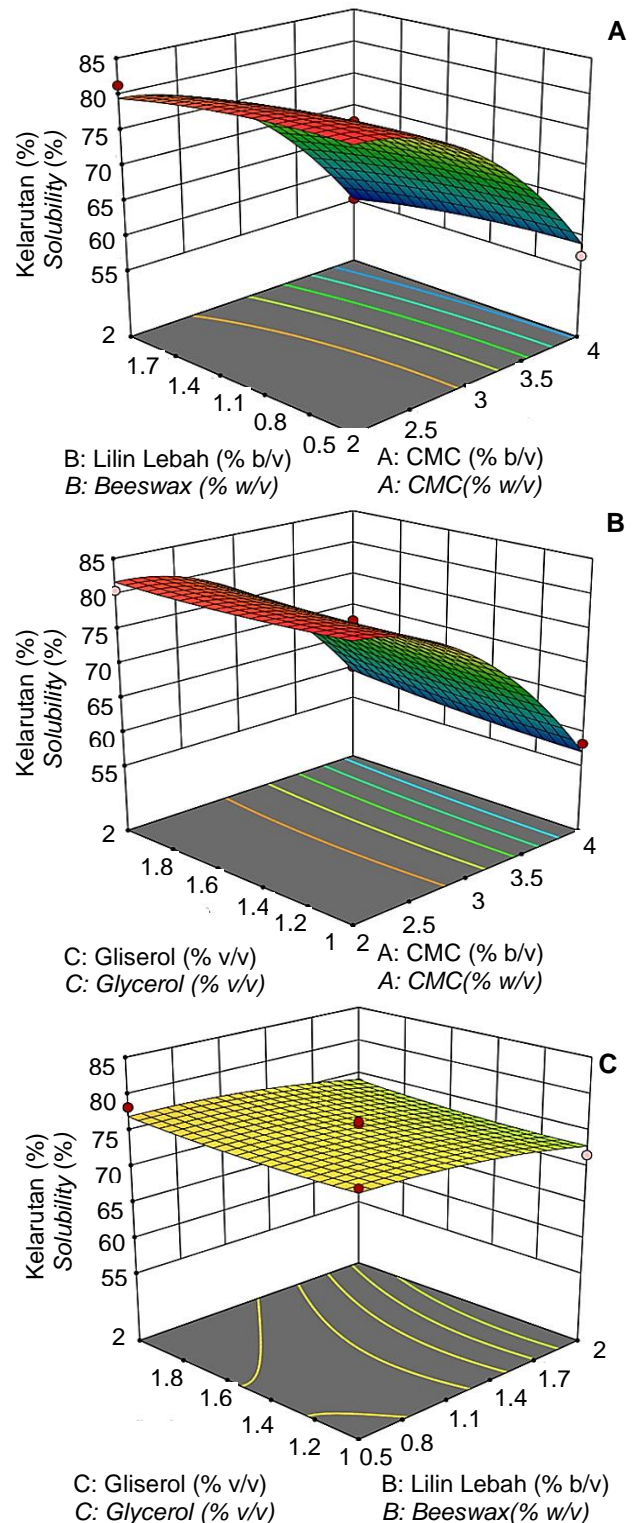 A
85
80
75
70
65
60
55
Kelarutan (%)
Solubility (%)
2
1.7
1.4
1.1
0.8
0.5
2
2.5
3
3.5
4
B: Lilin Lebah (% b/v)
B: Beeswax (% w/v)
A: CMC (% b/v)
A: CMC(% w/v)
B
85
80
75
70
65
60
55
Kelarutan (%)
Solubility (%)
2
1.8
1.6
1.4
1.2
1
2
2.5
3
3.5
4
C: Gliserol (% v/v)
C: Glycerol (% v/v)
A: CMC (% b/v)
A: CMC(% w/v)
C
85
80
75
70
65
60
55
Kelarutan (%)
Solubility (%)
2
1.8
1.6
1.4
1.2
1
0.5
0.8
1.1
1.4
1.7
2
C: Gliserol (% v/v)
C: Glycerol (% v/v)
B: Lilin Lebah (% b/v)
B: Beeswax(% w/v)